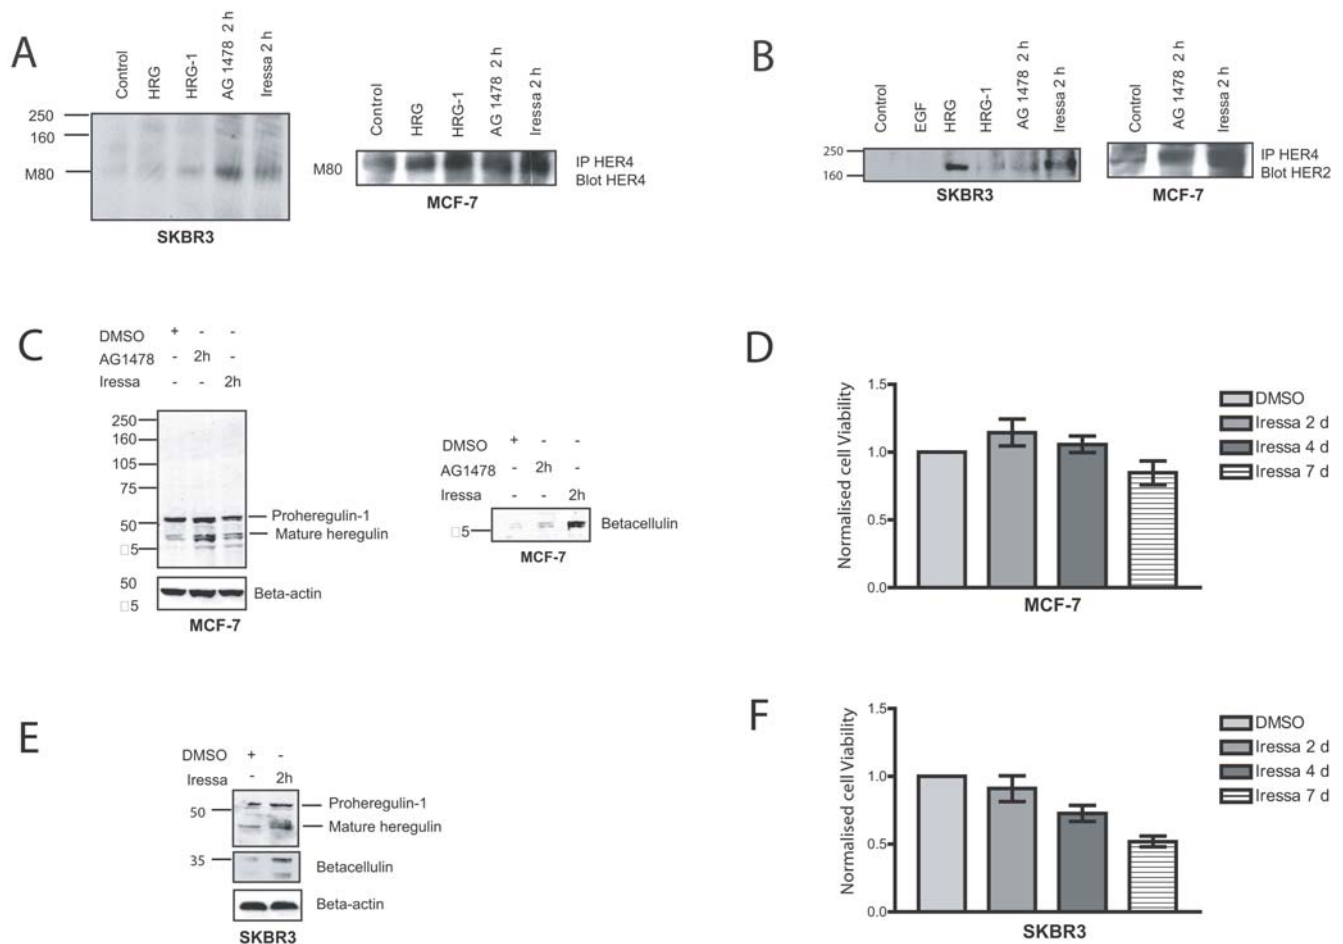 A
Control
HRG
HRG-1
AG 1478 2 h
Iressa 2 h
250
160
M80
SKBR3
Control
HRG
HRG-1
AG 1478 2 h
Iressa 2 h
M80
IP HER4
Blot HER4
MCF-7
B
Control
EGF
HRG
HRG-1
AG 1478 2 h
Iressa 2 h
250
160
SKBR3
Control
AG 1478 2 h
Iressa 2 h
IP HER4
Blot HER2
MCF-7
C
DMSO + - -
AG1478 - 2h -
Iressa - - 2h
250
160
105
75
50
□5
Proheregulin-1
Mature heregulin
50
□5
Beta-actin
MCF-7
DMSO + - -
AG1478 - 2h -
Iressa - - 2h
□5
Betacellulin
MCF-7
D
Normalised cell Viability
1.5
1.0
0.5
0.0
MCF-7
DMSO
Iressa 2 d
Iressa 4 d
Iressa 7 d
E
DMSO + -
Iressa - 2h
50
Proheregulin-1
Mature heregulin
35
Betacellulin
Beta-actin
SKBR3
F
Normalised cell Viability
1.5
1.0
0.5
0.0
SKBR3
DMSO
Iressa 2 d
Iressa 4 d
Iressa 7 d